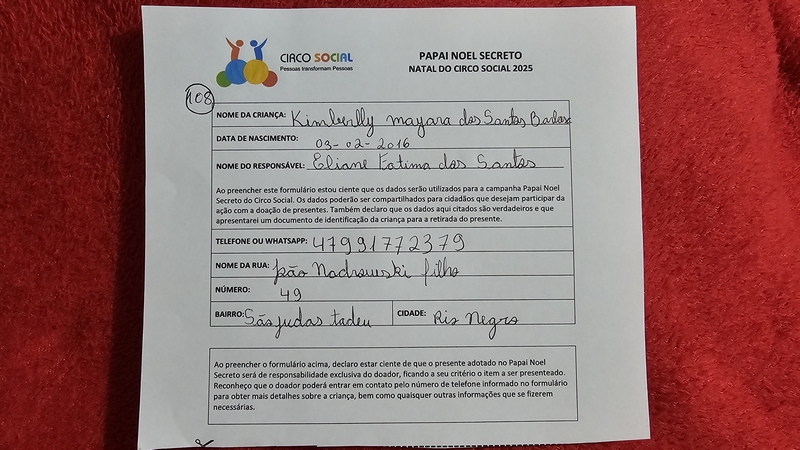 CIRCO SOCIAL
Pessoas transformam Pessoas
PAPAI NOEL SECRETO
NATAL DO CIRCO SOCIAL 2025
108
NOME DA CRIANÇA: Kimberlly mayara dos Santos
DATA DE NASCIMENTO: 03-02-2016
NOME DO RESPONSÁVEL: Eliane Fatima dos Santos
Ao preencher este formulário estou ciente que os dados serão utilizados para a campanha Papai Noel
Secreto do Circo Social. Os dados poderão ser compartilhados para cidadãos que desejam participar da
ação com a doação de presentes. Também declaro que os dados aqui citados são verdadeiros e que
apresentarei um documento de identificação da criança para a retirada do presente.
TELEFONE OU WHATSAPP: 47991772379
NOME DA RUA: João filho
NÚMERO: 49
BAIRRO: São judas tadeu CIDADE: Rio Negro
Ao preencher o formulário acima, declaro estar ciente de que o presente adotado no Papai Noel
Secreto será de responsabilidade exclusiva do doador, ficando a seu critério o item a ser presenteado.
Reconheço que o doador poderá entrar em contato pelo número de telefone informado no formulário
para obter mais detalhes sobre a criança, bem como quaisquer outras informações que se fizerem
necessárias.